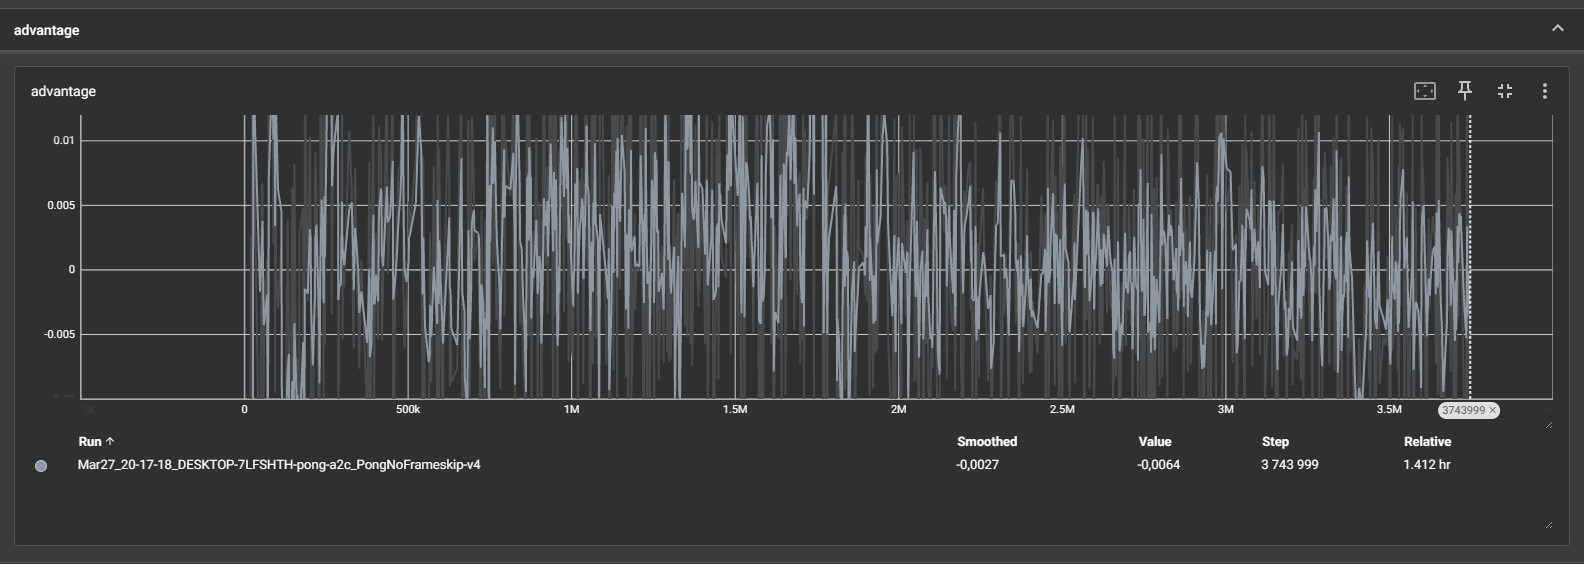 advantage
advantage
0.01
0.005
0
-0.005
0 500k 1M 1.5M 2M 2.5M 3M 3.5M
3743999 ×
Run ↑ Smoothed Value Step Relative
Mar27_20-17-18_DESKTOP-7LFSHTH-pong-a2c_PongNoFrameskip-v4 -0,0027 -0,0064 3 743 999 1.412 hr